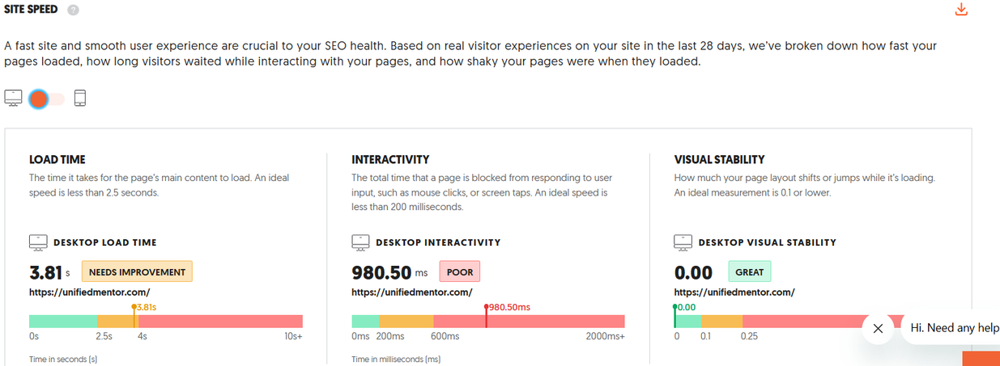 SITE SPEED ?
A fast site and smooth user experience are crucial to your SEO health. Based on real visitor experiences on your site in the last 28 days, we've broken down how fast your
pages loaded, how long visitors waited while interacting with your pages, and how shaky your pages were when they loaded.
LOAD TIME
The time it takes for the page's main content to load. An ideal
speed is less than 2.5 seconds.
DESKTOP LOAD TIME
3.81 s NEEDS IMPROVEMENT
https://unifiedmentor.com/
3.81s
0s 2.5s 4s 10s+
Time in seconds (s)
INTERACTIVITY
The total time that a page is blocked from responding to user
input, such as mouse clicks, or screen taps. An ideal speed is
less than 200 milliseconds.
DESKTOP INTERACTIVITY
980.50 ms POOR
https://unifiedmentor.com/
980.50ms
0ms 200ms 600ms 2000ms+
Time in milliseconds (ms)
VISUAL STABILITY
How much your page layout shifts or jumps while it's loading.
An ideal measurement is 0.1 or lower.
DESKTOP VISUAL STABILITY
0.00 GREAT
https://unifiedmentor.com/
0.00
0 0.1 0.25
Hi. Need any help